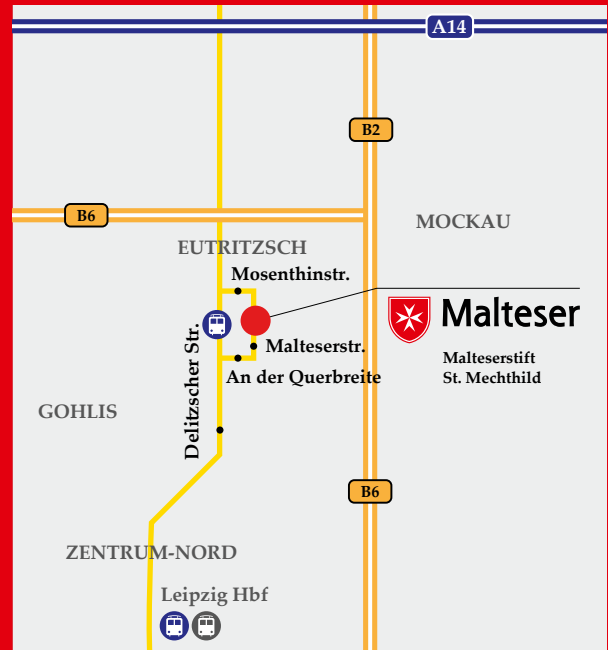 A14
B2
B6
MOCKAU
EUTRITZSCH
Mosenthinstr.
Malteser
Malteserstr.
Malteserstift
St. Mechthild
An der Querbreite
Delitzscher Str.
GOHLIS
B6
ZENTRUM-NORD
Leipzig Hbf